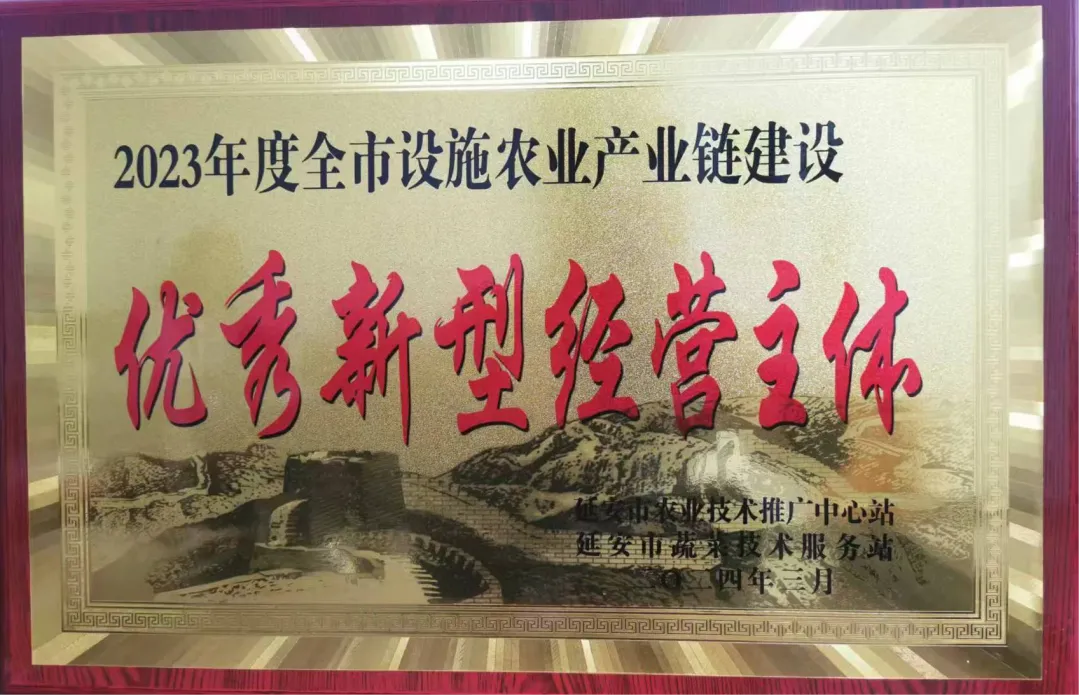 2023年度全市设施农业产业链建设
优秀新型经营主体
延安市农业技术推广中心站
延安市蔬菜技术服务站
二〇二四年三月